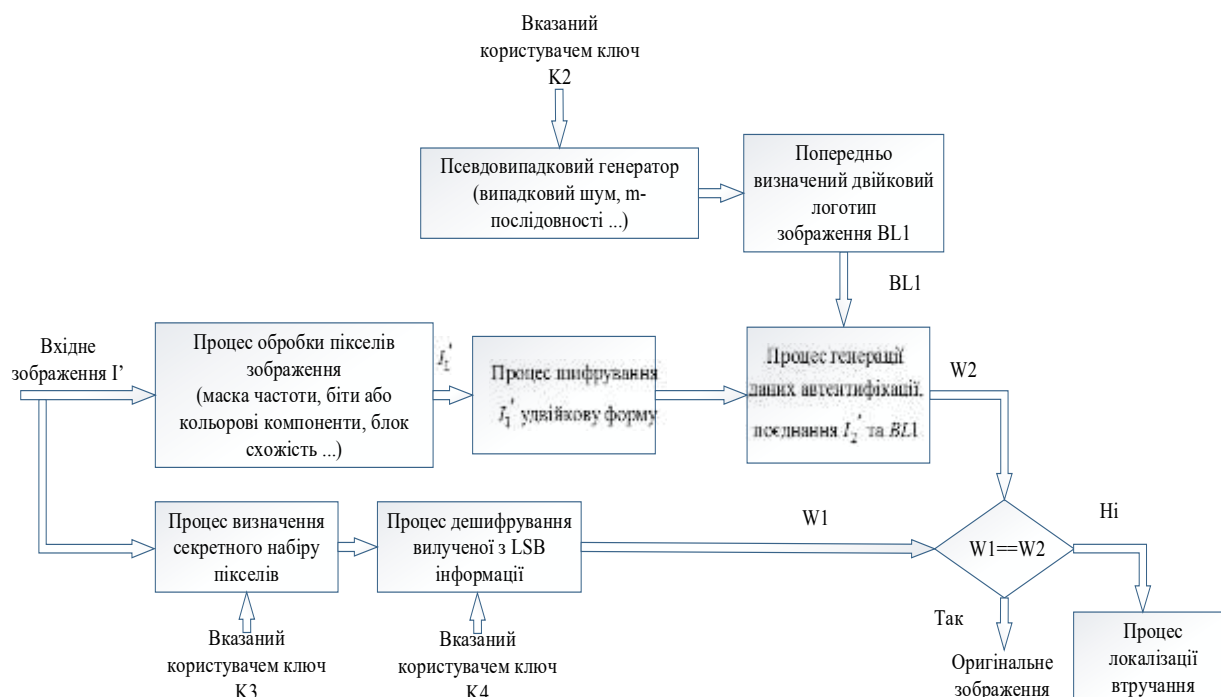 Вказаний
користувачем ключ
K2
Псевдовипадковий генератор
(випадковий шум, m-
послідовності ...)
Попередньо
визначений двійковий
логотип
зображення BL1
BL1
Вхідне
зображення I’
Процес обробки пікселів
зображення
(маска частоти, біти або
кольорові компоненти, блок
схожість ...)
I₁'
Процес шифрування
I₁' удвійкову форму
Процес генерації
даних автентифікації,
поєднання I₂' та BL1
W2
Процес визначення
секретного набіру
пікселів
Процес дешифрування
вилученої з LSB
інформації
W1
W1==W2
Ні
Так
Вказаний
користувачем ключ
K3
Вказаний
користувачем ключ
K4
Оригінальне
зображення
Процес
локалізації
втручання